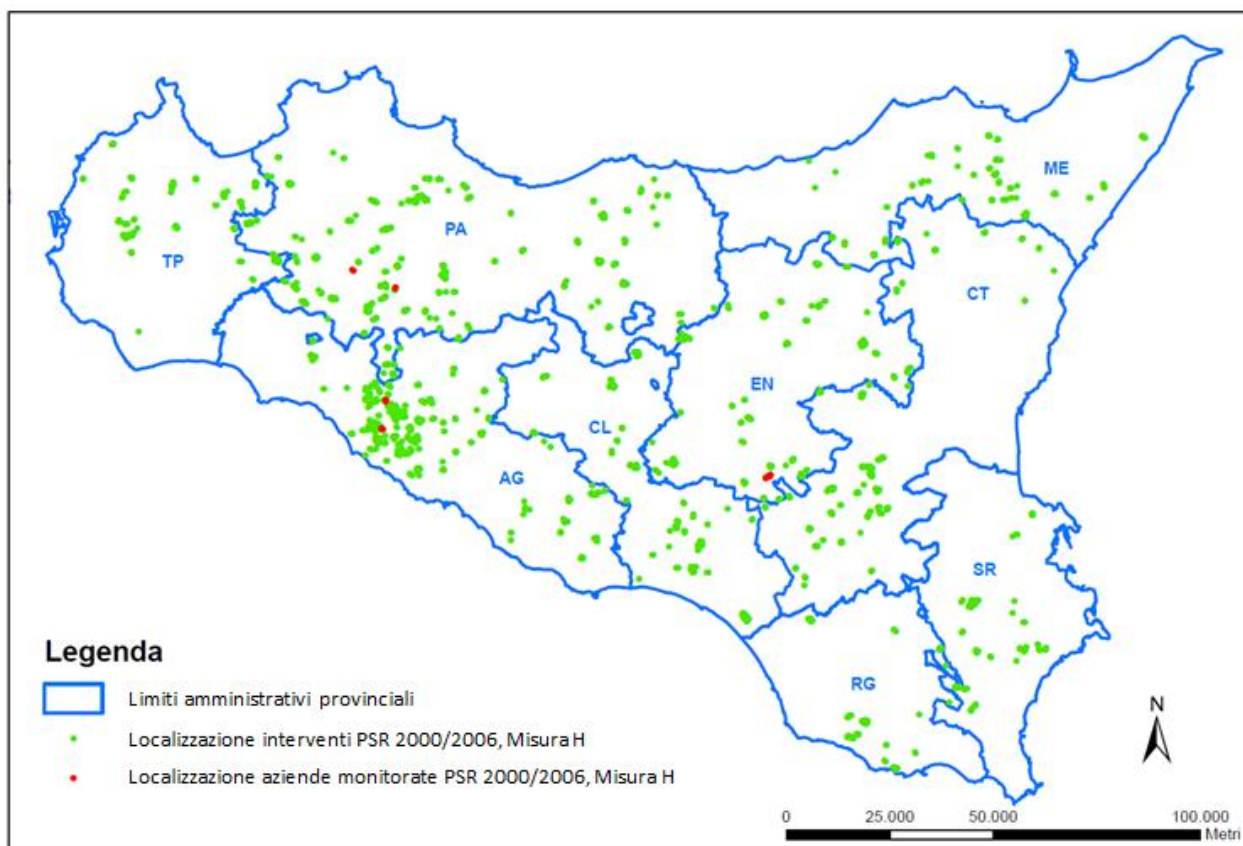 ME
PA
TP
CT
EN
CL
AG
SR
RG
Legenda
Limiti amministrativi provinciali
Localizzazione interventi PSR 2000/2006, Misura H
Localizzazione aziende monitorate PSR 2000/2006, Misura H
N
0 25.000 50.000 100.000
Metri